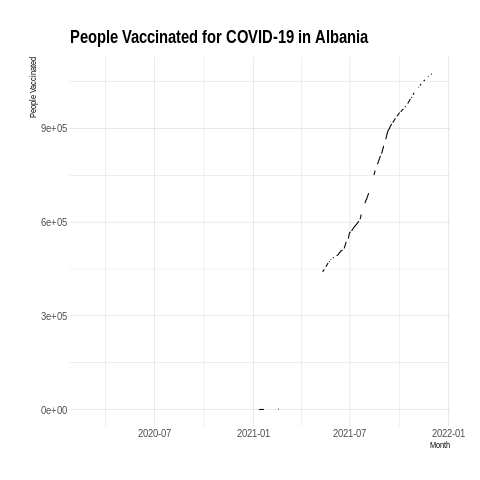 People Vaccinated for COVID-19 in Albania
People Vaccinated
9e+05
6e+05
3e+05
0e+00
2020-07
2021-01
2021-07
2022-01
Month